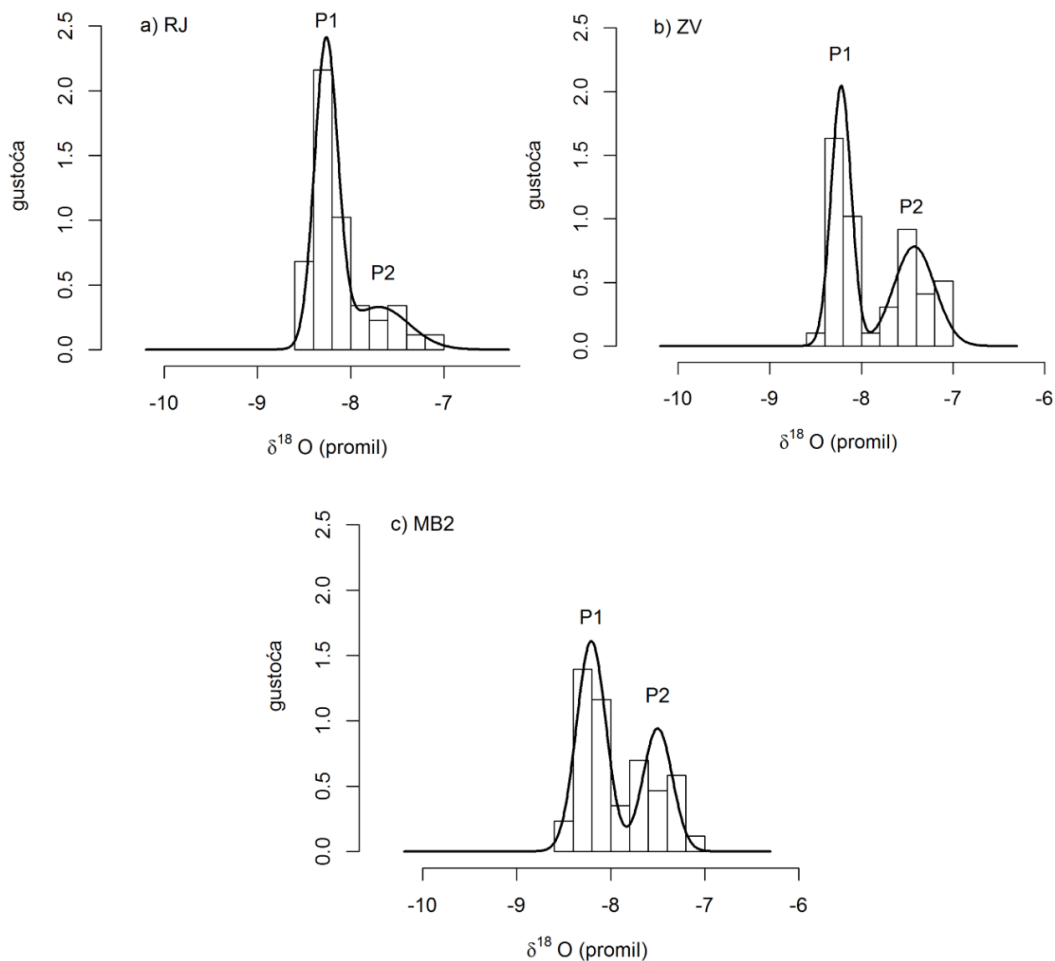 a) RJ
P1
P2
gustoća
2.5
2.0
1.5
1.0
0.5
0.0
-10 -9 -8 -7
δ¹⁸ O (promil)
b) ZV
P1
P2
gustoća
2.5
2.0
1.5
1.0
0.5
0.0
-10 -9 -8 -7 -6
δ¹⁸ O (promil)
c) MB2
P1
P2
gustoća
2.5
2.0
1.5
1.0
0.5
0.0
-10 -9 -8 -7 -6
δ¹⁸ O (promil)